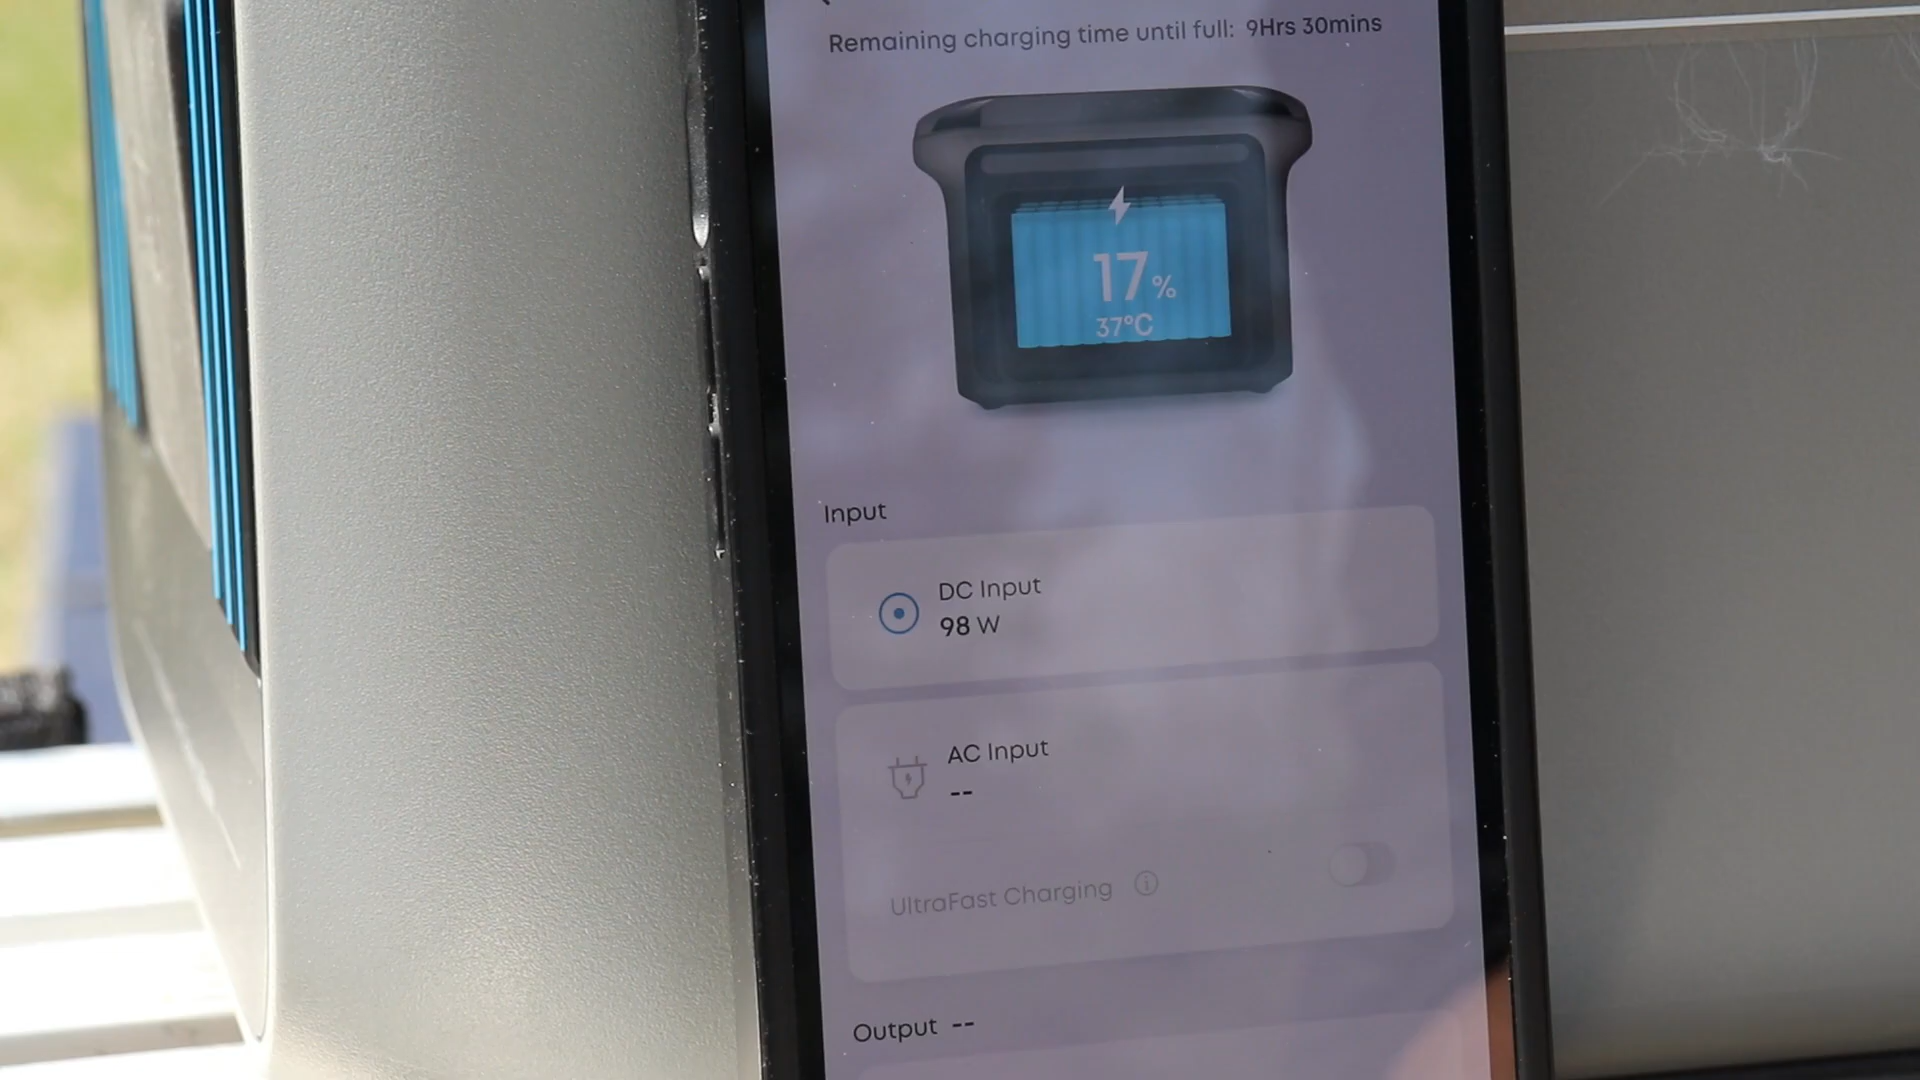 Remaining charging time until full: 9Hrs 30mins
17%
37°C
Input
DC Input
98 W
AC Input
--
UltraFast Charging
Output --